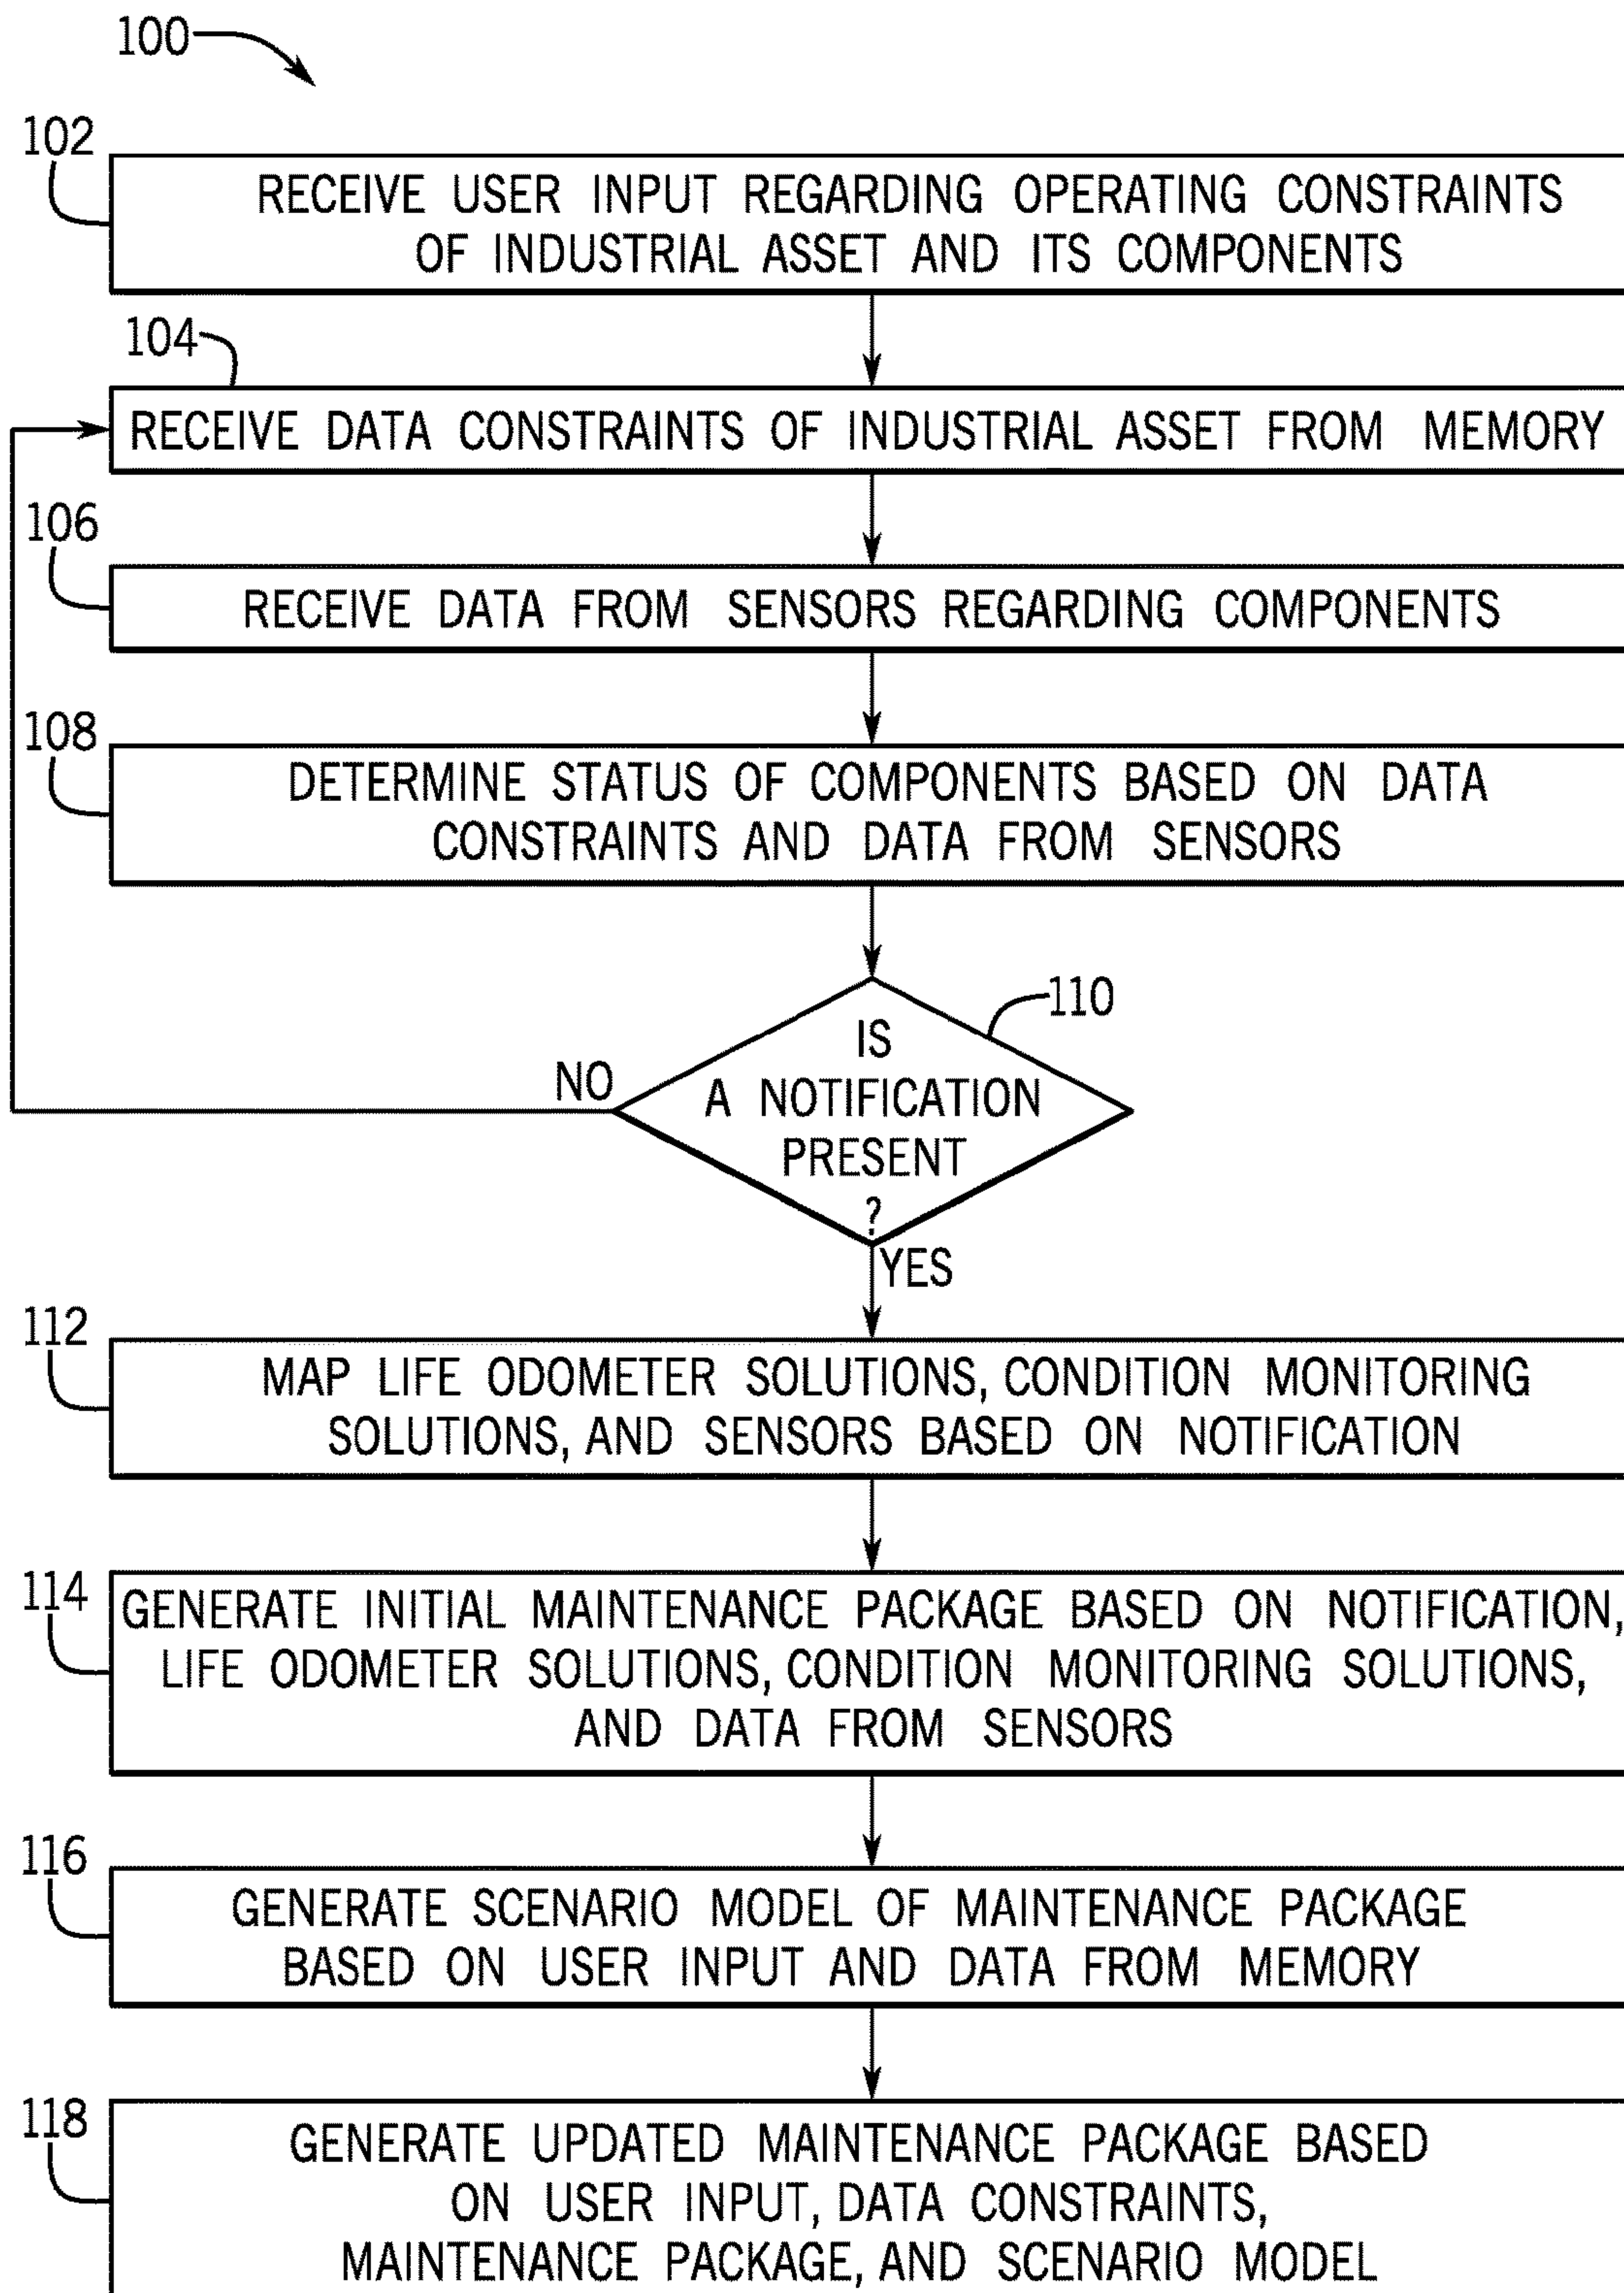 100
102
RECEIVE USER INPUT REGARDING OPERATING CONSTRAINTS
OF INDUSTRIAL ASSET AND ITS COMPONENTS
104
RECEIVE DATA CONSTRAINTS OF INDUSTRIAL ASSET FROM MEMORY
106
RECEIVE DATA FROM SENSORS REGARDING COMPONENTS
108
DETERMINE STATUS OF COMPONENTS BASED ON DATA
CONSTRAINTS AND DATA FROM SENSORS
110
IS
A NOTIFICATION
PRESENT
?
NO
YES
112
MAP LIFE ODOMETER SOLUTIONS, CONDITION MONITORING
SOLUTIONS, AND SENSORS BASED ON NOTIFICATION
114
GENERATE INITIAL MAINTENANCE PACKAGE BASED ON NOTIFICATION,
LIFE ODOMETER SOLUTIONS, CONDITION MONITORING SOLUTIONS,
AND DATA FROM SENSORS
116
GENERATE SCENARIO MODEL OF MAINTENANCE PACKAGE
BASED ON USER INPUT AND DATA FROM MEMORY
118
GENERATE UPDATED MAINTENANCE PACKAGE BASED
ON USER INPUT, DATA CONSTRAINTS,
MAINTENANCE PACKAGE, AND SCENARIO MODEL